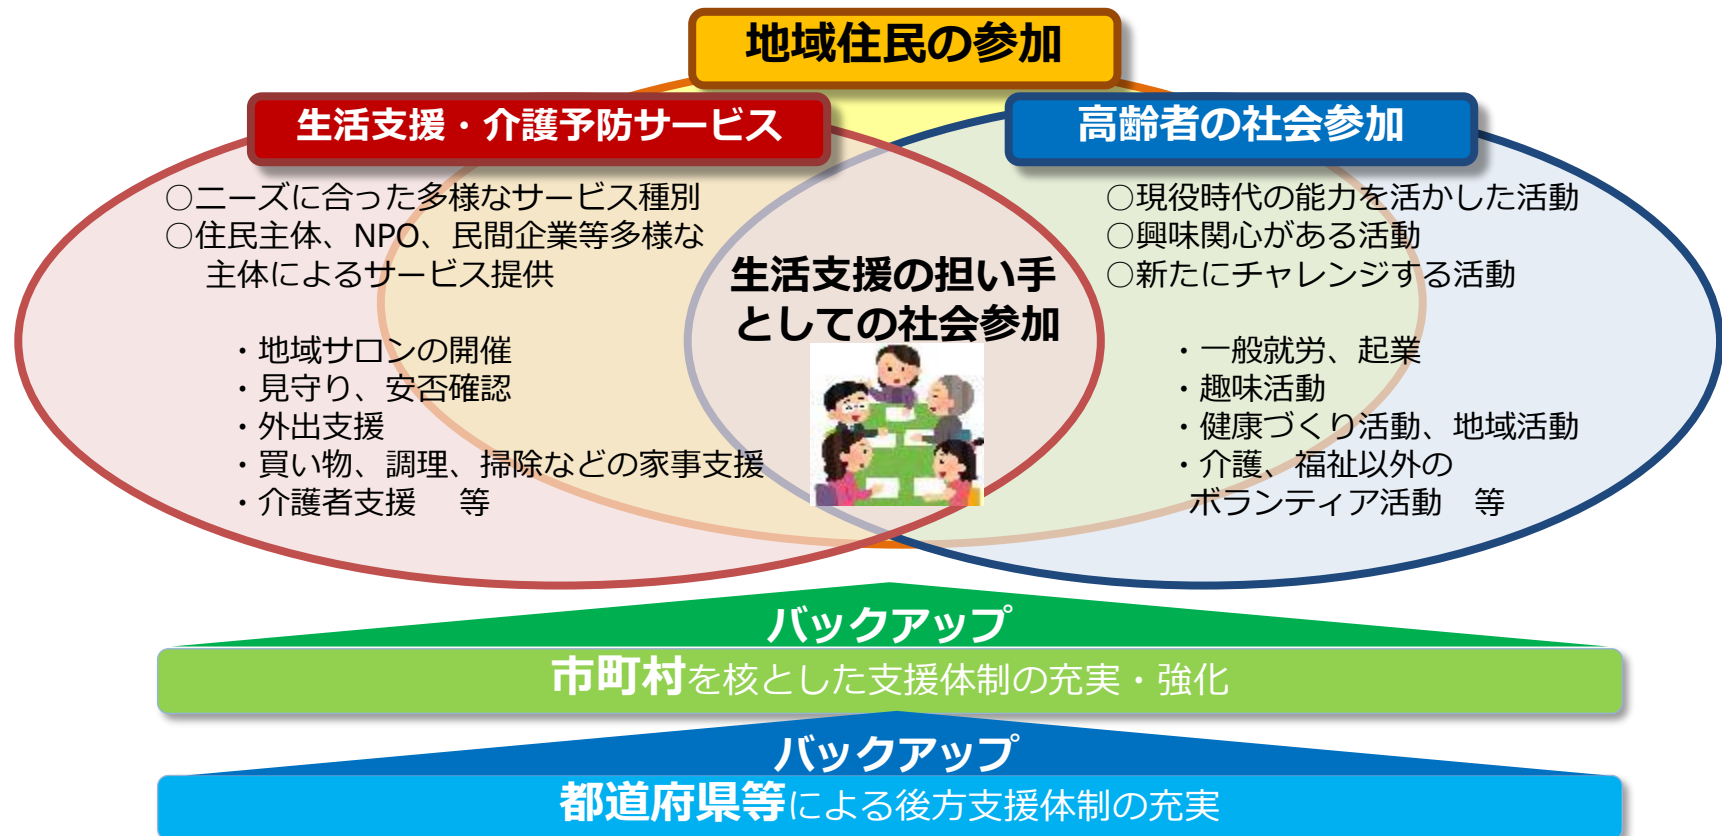 地域住民の参加
生活支援・介護予防サービス
○ニーズに合った多様なサービス種別
○住民主体、NPO、民間企業等多様な
主体によるサービス提供
・地域サロンの開催
・見守り、安否確認
・外出支援
・買い物、調理、掃除などの家事支援
・介護者支援　等
生活支援の担い手
としての社会参加
高齢者の社会参加
○現役時代の能力を活かした活動
○興味関心がある活動
○新たにチャレンジする活動
・一般就労、起業
・趣味活動
・健康づくり活動、地域活動
・介護、福祉以外の
ボランティア活動　等
バックアップ
市町村を核とした支援体制の充実・強化
バックアップ
都道府県等による後方支援体制の充実